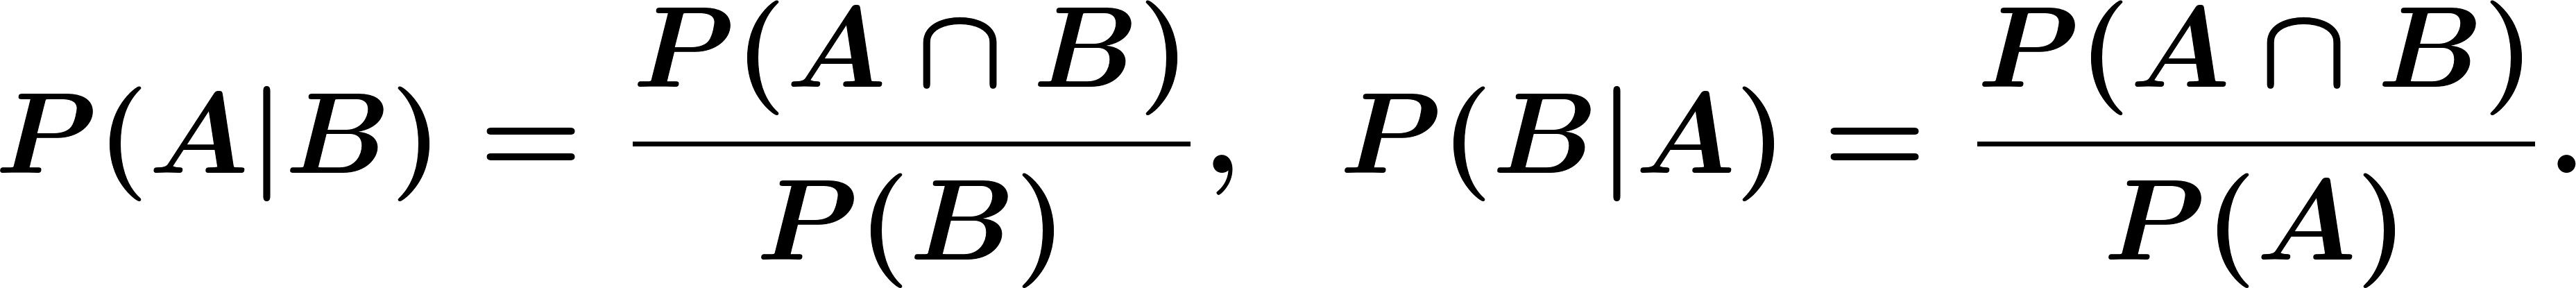 P(A|B) = P(A ∩ B) / P(B), P(B|A) = P(A ∩ B) / P(A).